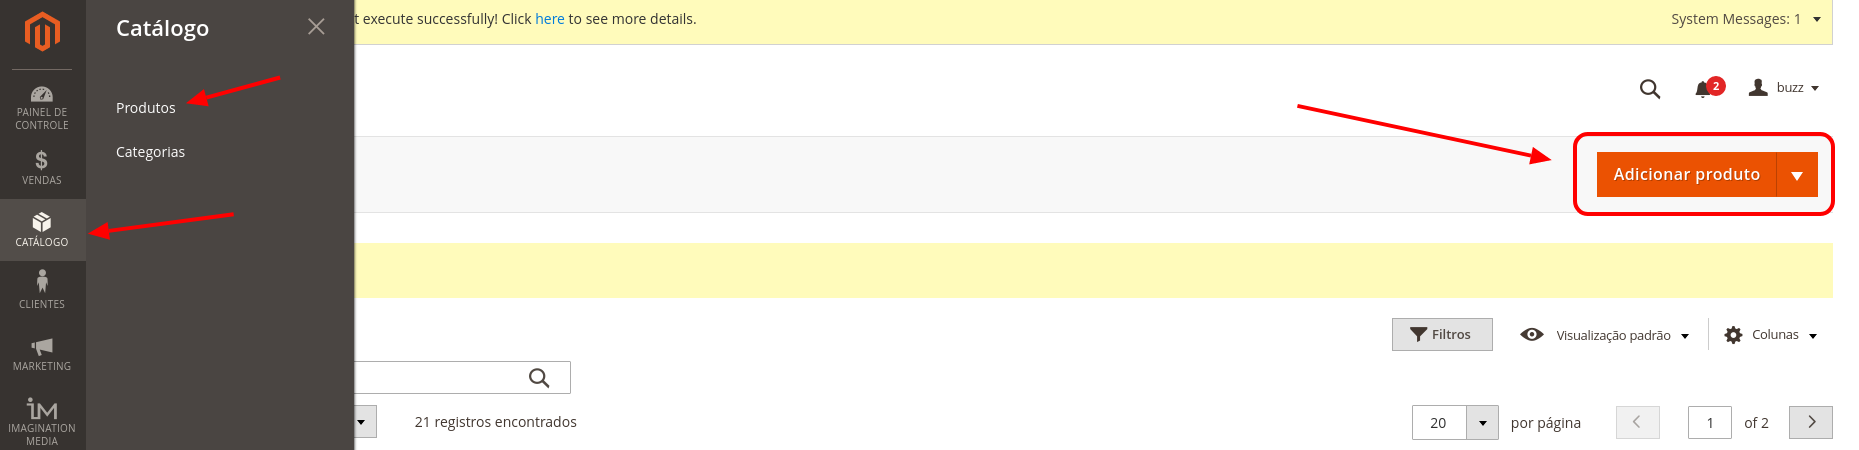 Catálogo
t execute successfully! Click here to see more details.
System Messages: 1
2
buzz
PAINEL DE
CONTROLE
Produtos
Categorias
Adicionar produto
VENDAS
CATÁLOGO
CLIENTES
Filtros
Visualização padrão
Colunas
MARKETING
IMAGINATION
MEDIA
21 registros encontrados
20
por página
1
of 2